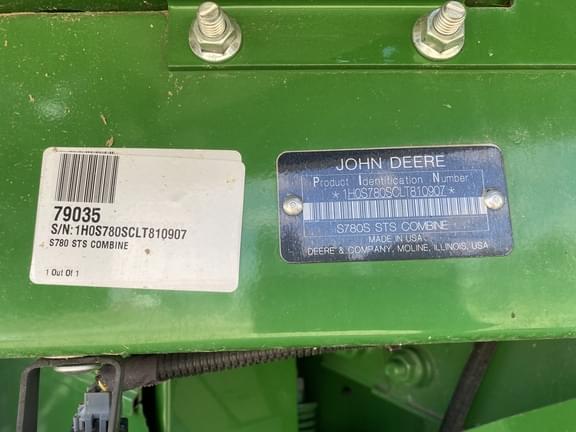 79035
S/N: 1H0S780SCLT810907
S780 STS COMBINE
1 Out Of 1
JOHN DEERE
Product Identification Number
*1H0S780SCLT810907*
S780S STS COMBINE
MADE IN USA
DEERE & COMPANY, MOLINE, ILLINOIS, USA